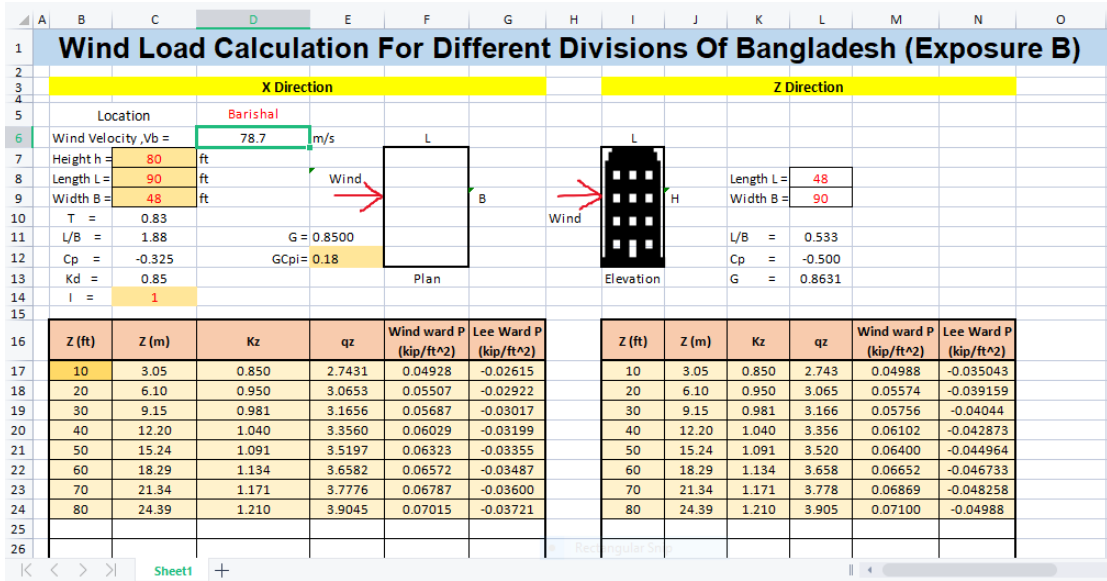 A B C D E F G H I J K L M N O
1 Wind Load Calculation For Different Divisions Of Bangladesh (Exposure B)
2
3 X Direction Z Direction
4
5 Location Barishal
6 Wind Velocity ,Vb = 78.7 m/s L L
7 Height h = 80 ft
8 Length L = 90 ft Wind Length L = 48
9 Width B = 48 ft B H Width B = 90
10 T = 0.83 Wind
11 L/B = 1.88 G = 0.8500 L/B = 0.533
12 Cp = -0.325 GCpi= 0.18 Cp = -0.500
13 Kd = 0.85 Plan Elevation G = 0.8631
14 I = 1
15
16 Z (ft) Z (m) Kz qz Wind ward P (kip/ft^2) Lee Ward P (kip/ft^2) Z (ft) Z (m) Kz qz Wind ward P (kip/ft^2) Lee Ward P (kip/ft^2)
17 10 3.05 0.850 2.7431 0.04928 -0.02615 10 3.05 0.850 2.743 0.04988 -0.035043
18 20 6.10 0.950 3.0653 0.05507 -0.02922 20 6.10 0.950 3.065 0.05574 -0.039159
19 30 9.15 0.981 3.1656 0.05687 -0.03017 30 9.15 0.981 3.166 0.05756 -0.04044
20 40 12.20 1.040 3.3560 0.06029 -0.03199 40 12.20 1.040 3.356 0.06102 -0.042873
21 50 15.24 1.091 3.5197 0.06323 -0.03355 50 15.24 1.091 3.520 0.06400 -0.044964
22 60 18.29 1.134 3.6582 0.06572 -0.03487 60 18.29 1.134 3.658 0.06652 -0.046733
23 70 21.34 1.171 3.7776 0.06787 -0.03600 70 21.34 1.171 3.778 0.06869 -0.048258
24 80 24.39 1.210 3.9045 0.07015 -0.03721 80 24.39 1.210 3.905 0.07100 -0.04988
25
26 Rectangular
Sheet1